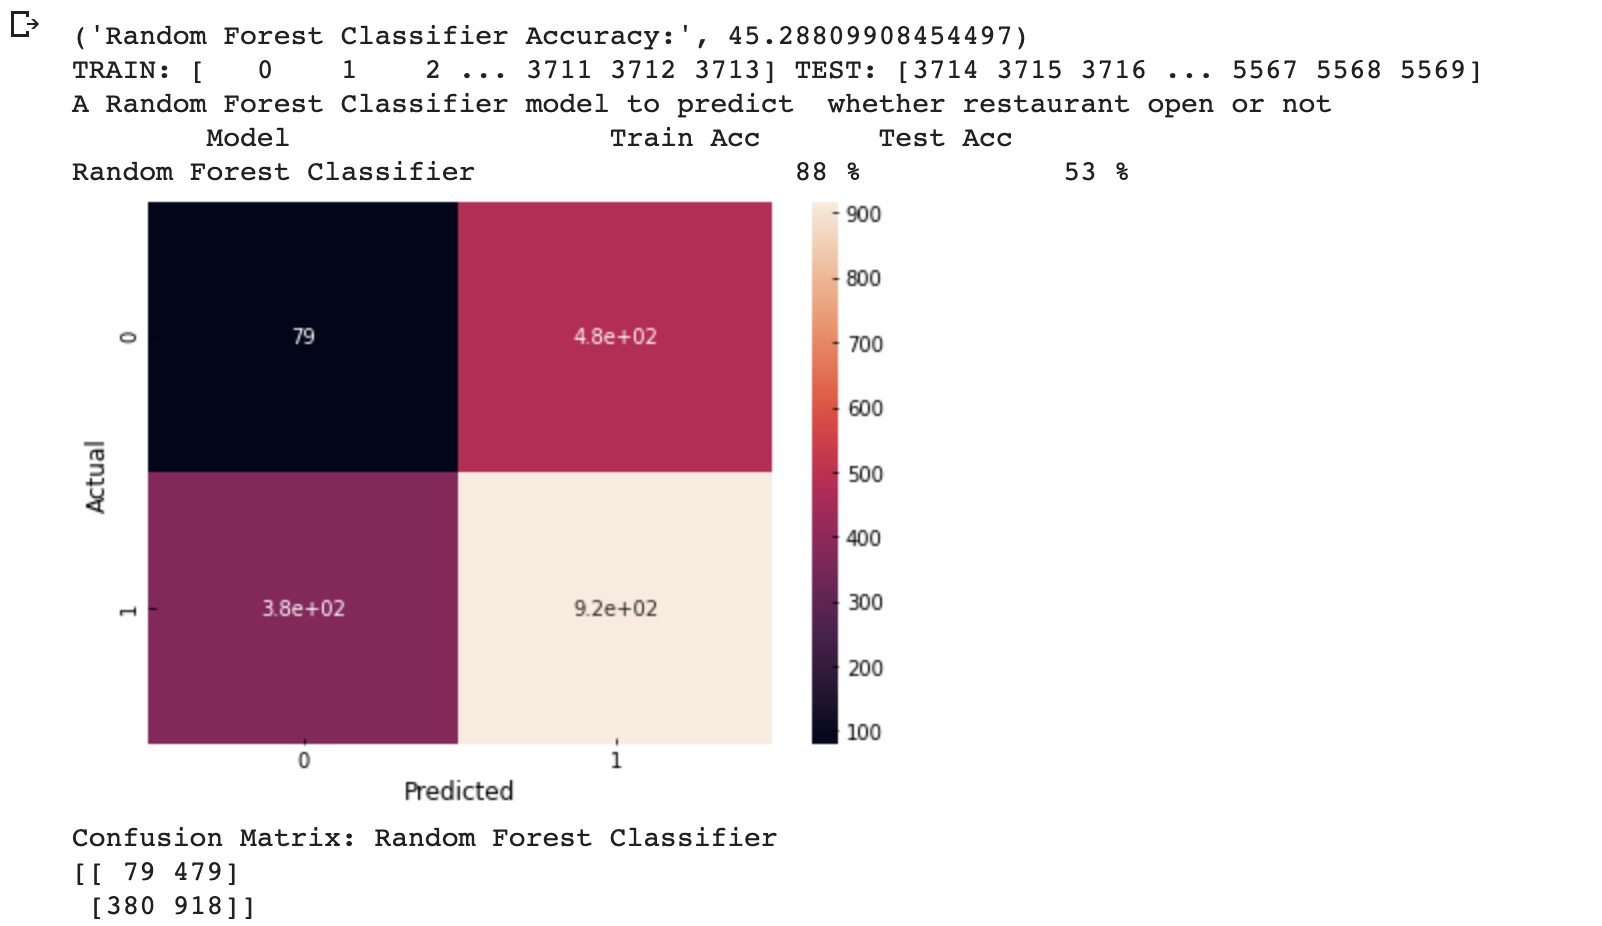 ('Random Forest Classifier Accuracy:', 45.28809908454497)
TRAIN: [   0    1    2 ... 3711 3712 3713] TEST: [3714 3715 3716 ... 5567 5568 5569]
A Random Forest Classifier model to predict  whether restaurant open or not
        Model                   Train Acc       Test Acc
Random Forest Classifier                   88 %            53 %
79
4.8e+02
3.8e+02
9.2e+02
0
1
Actual
0
1
Predicted
900
800
700
600
500
400
300
200
100
Confusion Matrix: Random Forest Classifier
[[ 79 479]
 [380 918]]